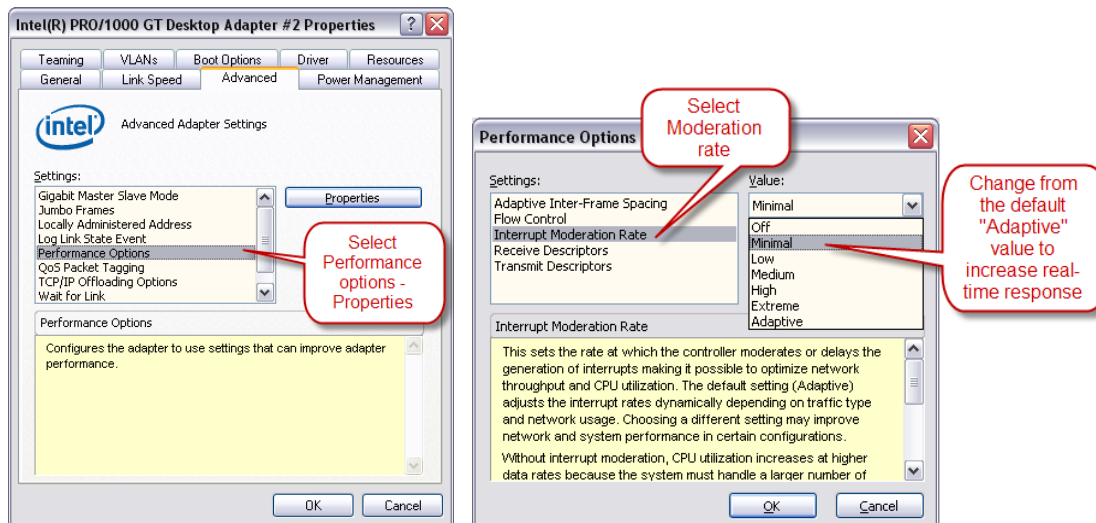 Intel(R) PRO/1000 GT Desktop Adapter #2 Properties
?
Teaming VLANs Boot Options Driver Resources
General Link Speed Advanced Power Management
intel
Advanced Adapter Settings
Settings:
Gigabit Master Slave Mode
Jumbo Frames
Locally Administered Address
Log Link State Event
Performance Options
QoS Packet Tagging
TCP/IP Offloading Options
Wait for Link
Properties
Select
Performance
options -
Properties
Performance Options
Configures the adapter to use settings that can improve adapter
performance.
OK Cancel
Select
Moderation
rate
Performance Options
Settings:
Adaptive Inter-Frame Spacing
Flow Control
Interrupt Moderation Rate
Receive Descriptors
Transmit Descriptors
Value:
Minimal
Off
Minimal
Low
Medium
High
Extreme
Adaptive
Change from
the default
"Adaptive"
value to
increase real-
time response
Interrupt Moderation Rate
This sets the rate at which the controller moderates or delays the
generation of interrupts making it possible to optimize network
throughput and CPU utilization. The default setting (Adaptive)
adjusts the interrupt rates dynamically depending on traffic type
and network usage. Choosing a different setting may improve
network and system performance in certain configurations.
Without interrupt moderation, CPU utilization increases at higher
data rates because the system must handle a larger number of
OK Cancel